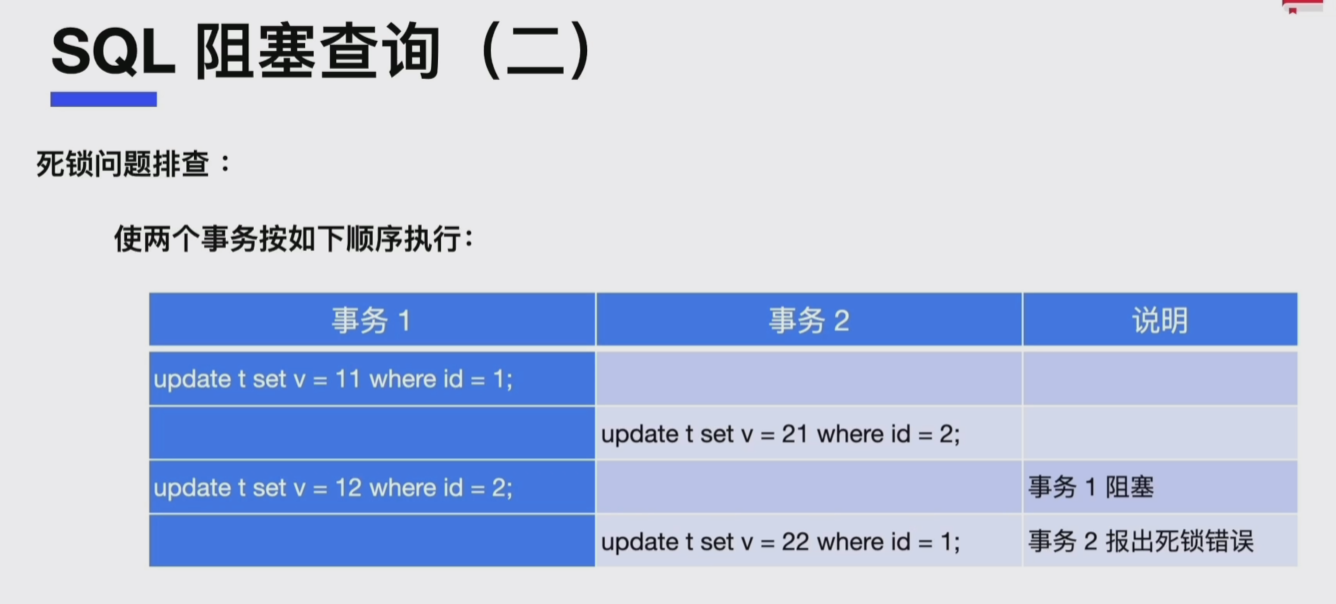 SQL 阻塞查询（二）
死锁问题排查：
使两个事务按如下顺序执行：
事务 1 事务 2 说明
update t set v = 11 where id = 1;
update t set v = 21 where id = 2;
update t set v = 12 where id = 2; 事务 1 阻塞
update t set v = 22 where id = 1; 事务 2 报出死锁错误